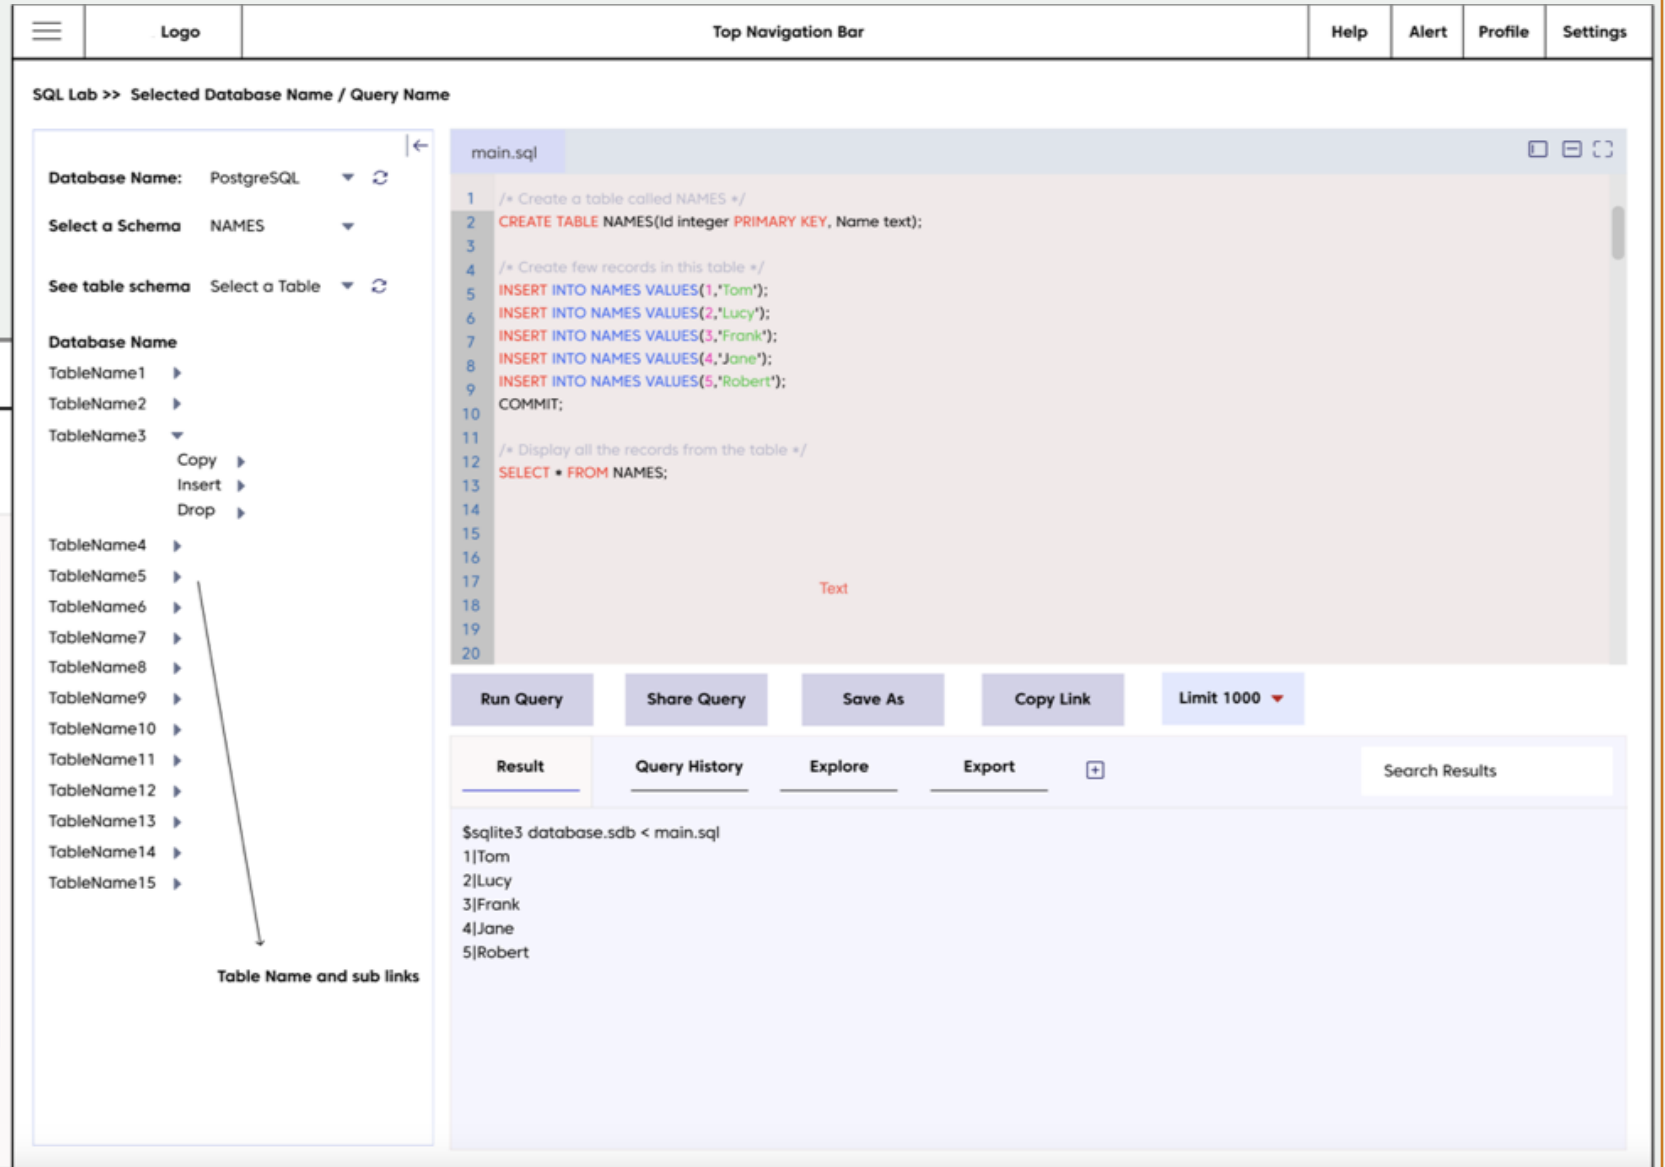 Logo
Top Navigation Bar
Help
Alert
Profile
Settings
SQL Lab >> Selected Database Name / Query Name
Database Name: PostgreSQL
Select a Schema NAMES
See table schema Select a Table
Database Name
TableName1
TableName2
TableName3
Copy
Insert
Drop
TableName4
TableName5
TableName6
TableName7
TableName8
TableName9
TableName10
TableName11
TableName12
TableName13
TableName14
TableName15
Table Name and sub links
main.sql
1
2
3
4
5
6
7
8
9
10
11
12
13
14
15
16
17
18
19
20
/* Create a table called NAMES */
CREATE TABLE NAMES(Id integer PRIMARY KEY, Name text);
/* Create few records in this table */
INSERT INTO NAMES VALUES(1,'Tom');
INSERT INTO NAMES VALUES(2,'Lucy');
INSERT INTO NAMES VALUES(3,'Frank');
INSERT INTO NAMES VALUES(4,'Jane');
INSERT INTO NAMES VALUES(5,'Robert');
COMMIT;
/* Display all the records from the table */
SELECT * FROM NAMES;
Text
Run Query
Share Query
Save As
Copy Link
Limit 1000
Result
Query History
Explore
Export
Search Results
$sqlite3 database.sdb < main.sql
1|Tom
2|Lucy
3|Frank
4|Jane
5|Robert